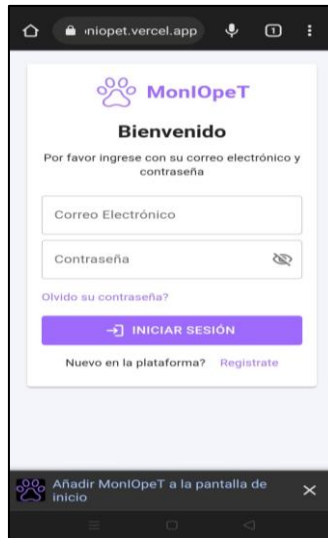 niopet.vercel.app
1
MonIOpeT
Bienvenido
Por favor ingrese con su correo electrónico y
contraseña
Correo Electrónico
Contraseña
Olvido su contraseña?
INICIAR SESIÓN
Nuevo en la plataforma? Registrate
Añadir MonIOpeT a la pantalla de
inicio